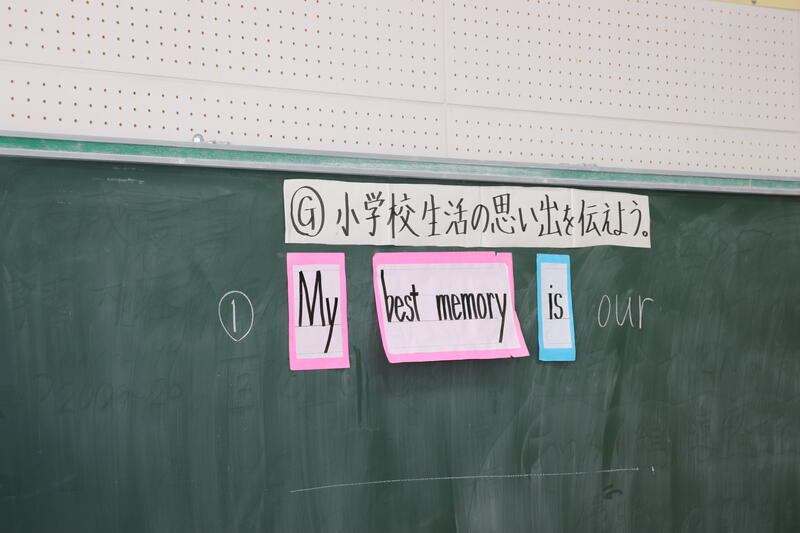 Ⓖ 小学校生活の思い出を伝えよう。
① My best memory is our